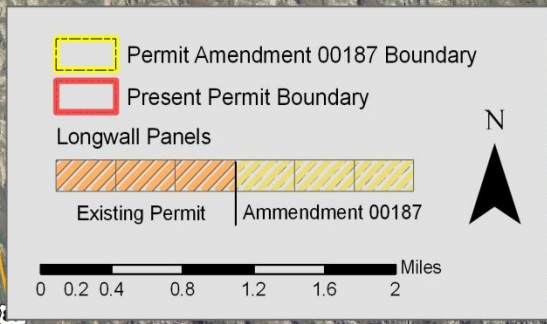 Permit Amendment 00187 Boundary
Present Permit Boundary
Longwall Panels
Existing Permit
Ammendment 00187
N
Miles
0 0.2 0.4 0.8 1.2 1.6 2